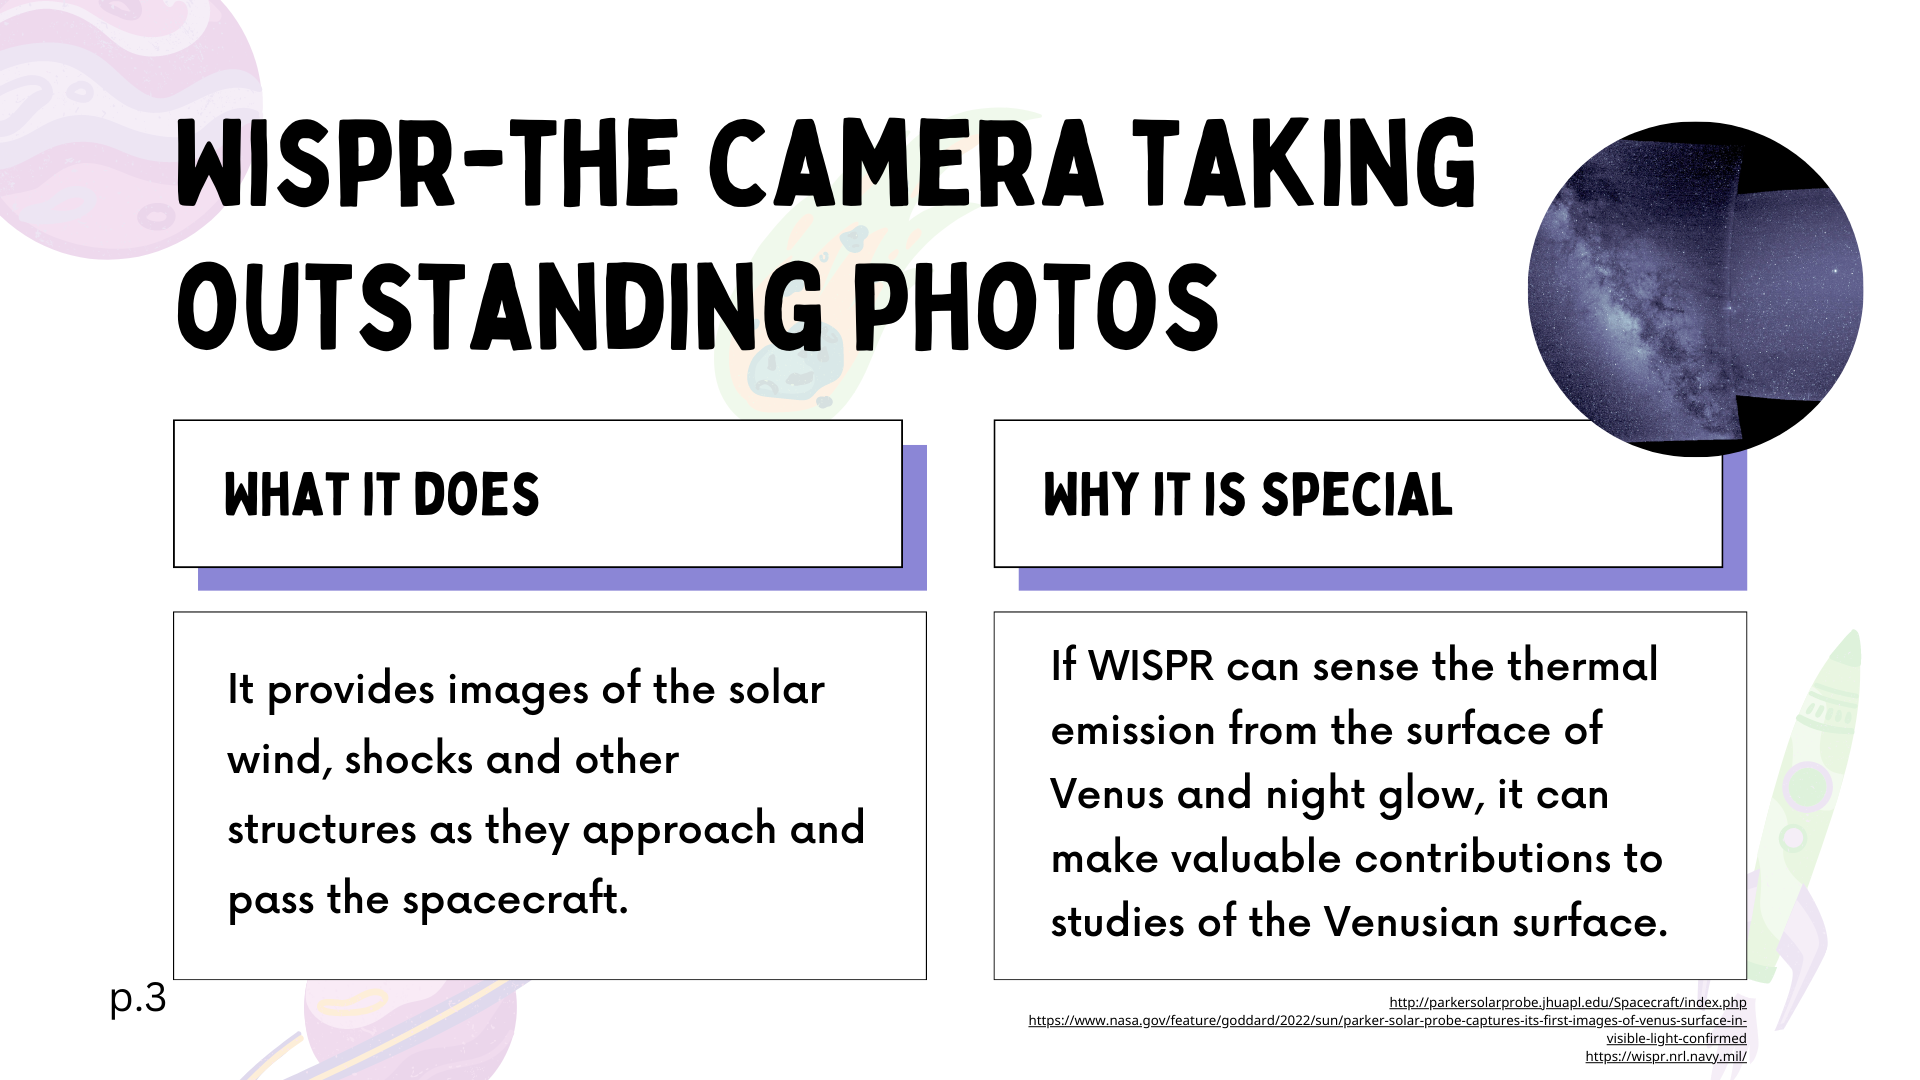 WISPR-THE CAMERA TAKING
OUTSTANDING PHOTOS
WHAT IT DOES
It provides images of the solar
wind, shocks and other
structures as they approach and
pass the spacecraft.
WHY IT IS SPECIAL
If WISPR can sense the thermal
emission from the surface of
Venus and night glow, it can
make valuable contributions to
studies of the Venusian surface.
p.3
http://parkersolarprobe.jhuapl.edu/Spacecraft/index.php
https://www.nasa.gov/feature/goddard/2022/sun/parker-solar-probe-captures-its-first-images-of-venus-surface-in-
visible-light-confirmed
https://wispr.nrl.navy.mil/